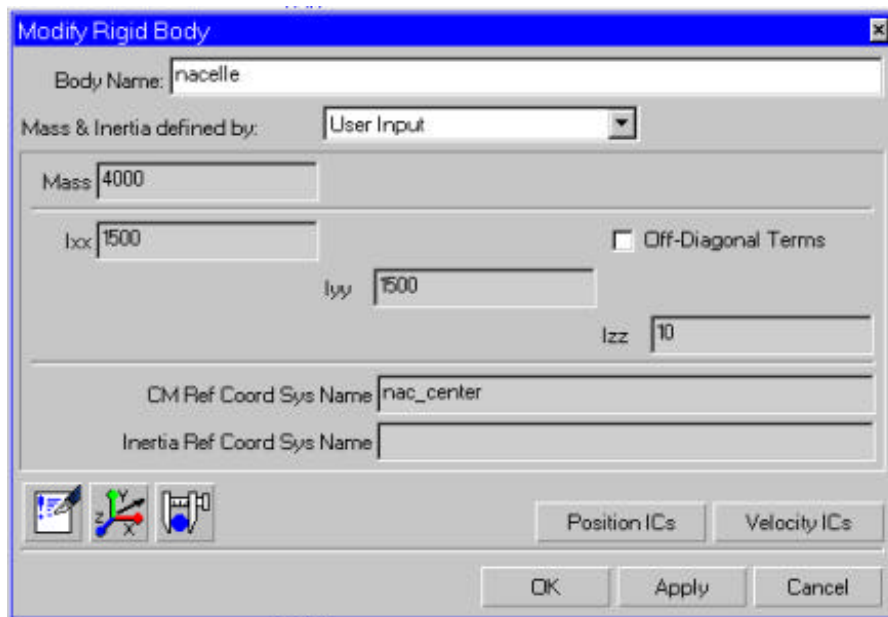 Modify Rigid Body
Body Name: nacelle
Mass & Inertia defined by: User Input
Mass 4000
Ixx 1500 Off-Diagonal Terms
Iyy 1500
Izz 10
CM Ref Coord Sys Name nac_center
Inertia Ref Coord Sys Name
Z Y X
Position ICs Velocity ICs
OK Apply Cancel